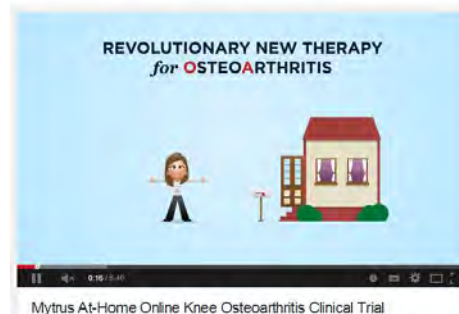 REVOLUTIONARY NEW THERAPY
for OSTEOARTHRITIS
0:16 / 5:40
Mytrus At-Home Online Knee Osteoarthritis Clinical Trial